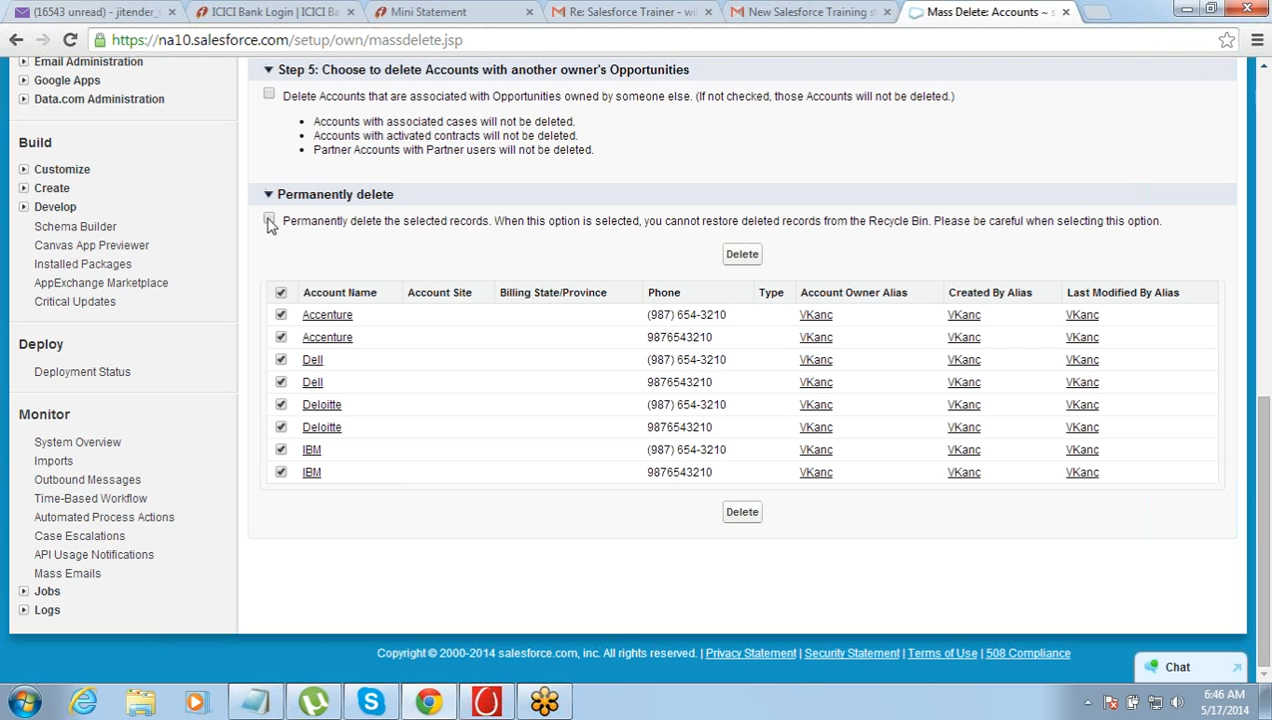 (16543 unread) - jitender_
ICICI Bank Login | ICICI Ba
Mini Statement
Re: Salesforce Trainer - wi
New Salesforce Training s
Mass Delete: Accounts ~ s
https://na10.salesforce.com/setup/own/massdelete.jsp
Email Administration
Google Apps
Data.com Administration
Build
Customize
Create
Develop
Schema Builder
Canvas App Previewer
Installed Packages
AppExchange Marketplace
Critical Updates
Deploy
Deployment Status
Monitor
System Overview
Imports
Outbound Messages
Time-Based Workflow
Automated Process Actions
Case Escalations
API Usage Notifications
Mass Emails
Jobs
Logs
Step 5: Choose to delete Accounts with another owner's Opportunities
Delete Accounts that are associated with Opportunities owned by someone else. (If not checked, those Accounts will not be deleted.)
• Accounts with associated cases will not be deleted.
• Accounts with activated contracts will not be deleted.
• Partner Accounts with Partner users will not be deleted.
Permanently delete
Permanently delete the selected records. When this option is selected, you cannot restore deleted records from the Recycle Bin. Please be careful when selecting this option.
Delete
Account Name Account Site Billing State/Province Phone Type Account Owner Alias Created By Alias Last Modified By Alias
Accenture (987) 654-3210 VKanc VKanc VKanc
Accenture 9876543210 VKanc VKanc VKanc
Dell (987) 654-3210 VKanc VKanc VKanc
Dell 9876543210 VKanc VKanc VKanc
Deloitte (987) 654-3210 VKanc VKanc VKanc
Deloitte 9876543210 VKanc VKanc VKanc
IBM (987) 654-3210 VKanc VKanc VKanc
IBM 9876543210 VKanc VKanc VKanc
Delete
Copyright © 2000-2014 salesforce.com, inc. All rights reserved. | Privacy Statement | Security Statement | Terms of Use | 508 Compliance
Chat
6:46 AM
5/17/2014